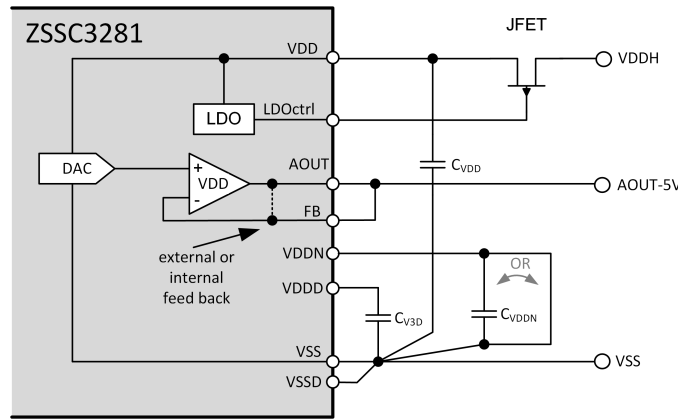 ZSSC3281
JFET
VDD
VDDH
LDO
LDOctrl
DAC
+
VDD
-
AOUT
CVDD
AOUT-5V
FB
external or
internal
feed back
VDDN
OR
VDDD
CV3D
CVDDN
VSS
VSS
VSSD